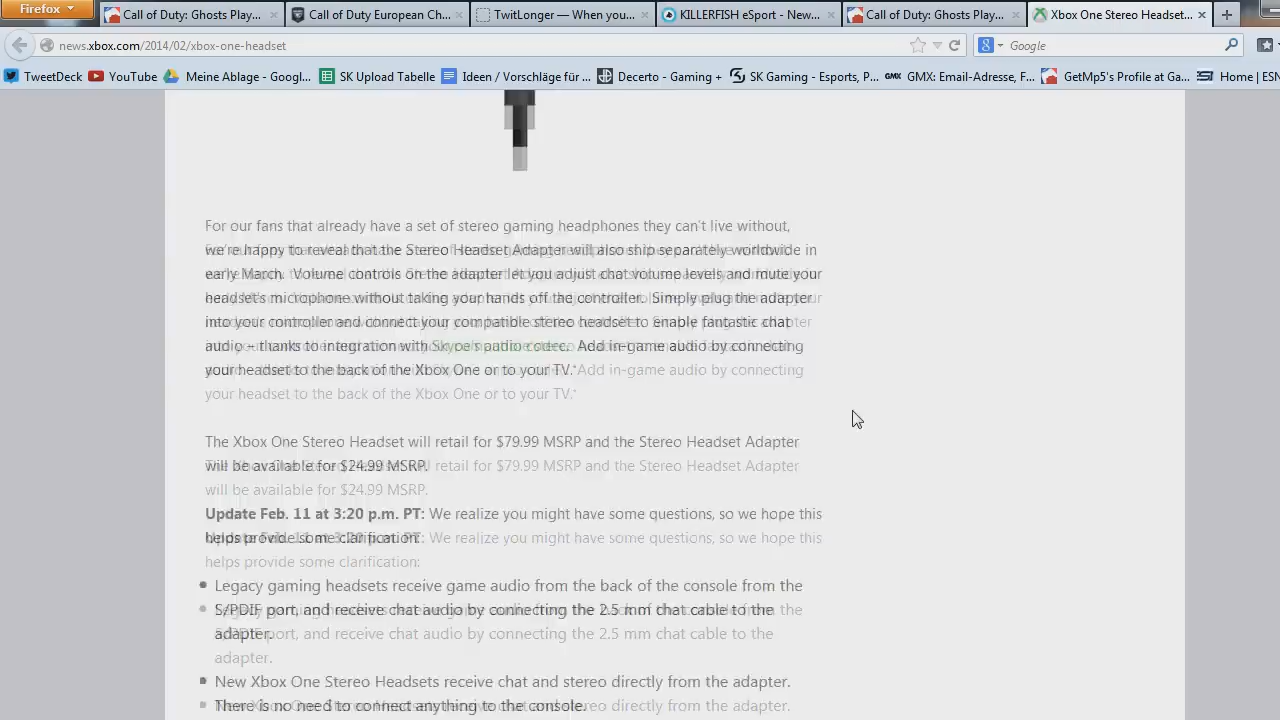 Firefox
Call of Duty: Ghosts Play...
Call of Duty European Ch...
TwitLonger — When you...
KILLERFISH eSport - New...
Call of Duty: Ghosts Play...
Xbox One Stereo Headset...
news.xbox.com/2014/02/xbox-one-headset
Google
TweetDeck
YouTube
Meine Ablage - Googl...
SK Upload Tabelle
Ideen / Vorschläge für ...
Decerto - Gaming +
SK Gaming - Esports, P...
GMX: Email-Adresse, F...
GetMp5's Profile at Ga...
Home | ESN
For our fans that already have a set of stereo gaming headphones they can't live without,
we're happy to reveal that the Stereo Headset Adapter will also ship separately worldwide in
early March. Volume controls on the adapter let you adjust chat volume levels and mute your
headset's microphone without taking your hands off the controller. Simply plug the adapter
into your controller and connect your compatible stereo headset to enable fantastic chat
audio – thanks to integration with Skype's audio codec. Add in-game audio by connecting
your headset to the back of the Xbox One or to your TV.*
The Xbox One Stereo Headset will retail for $79.99 MSRP and the Stereo Headset Adapter
will be available for $24.99 MSRP.
Update Feb. 11 at 3:20 p.m. PT: We realize you might have some questions, so we hope this
helps provide some clarification:
Legacy gaming headsets receive game audio from the back of the console from the
S/PDIF port, and receive chat audio by connecting the 2.5 mm chat cable to the
adapter.
New Xbox One Stereo Headsets receive chat and stereo directly from the adapter.
There is no need to connect anything to the console.